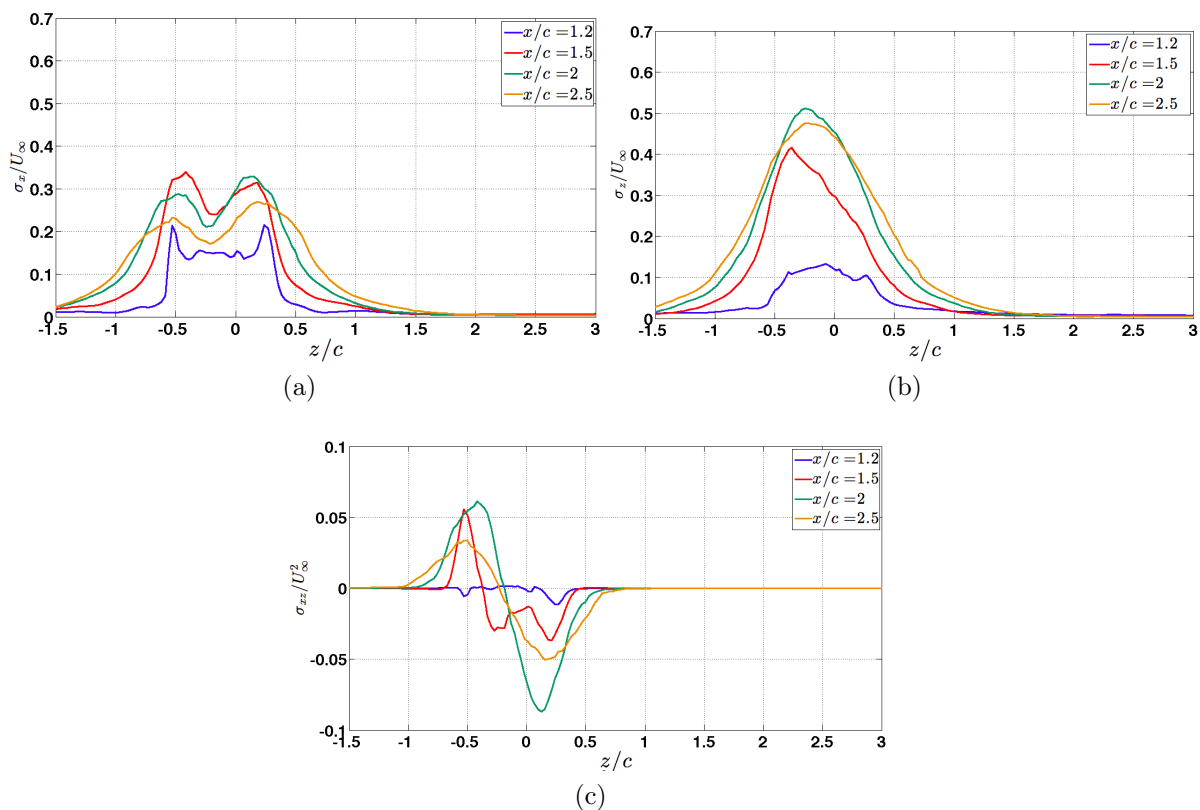 0.7
0.6
0.5
0.4
0.3
0.2
0.1
0
σx/U∞
-1.5 -1 -0.5 0 0.5 1 1.5 2 2.5 3
z/c
x/c =1.2
x/c =1.5
x/c =2
x/c =2.5
(a)
0.7
0.6
0.5
0.4
0.3
0.2
0.1
0
σz/U∞
-1.5 -1 -0.5 0 0.5 1 1.5 2 2.5 3
z/c
x/c =1.2
x/c =1.5
x/c =2
x/c =2.5
(b)
0.1
0.05
0
-0.05
-0.1
σxz/U²∞
-1.5 -1 -0.5 0 0.5 1 1.5 2 2.5 3
z/c
x/c =1.2
x/c =1.5
x/c =2
x/c =2.5
(c)